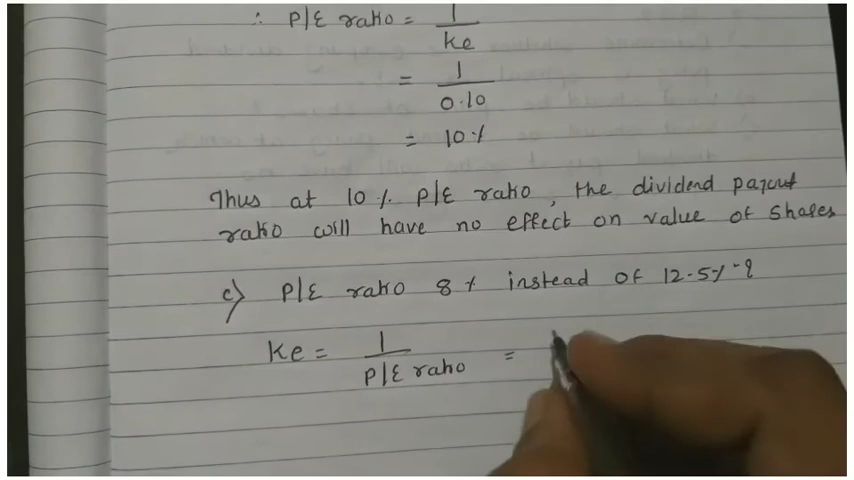 ∴ P/E ratio = 1
ke
= 1
0.10
= 10%
Thus at 10% P/E ratio, the dividend payout
ratio will have no effect on value of shares
c) P/E ratio 8% instead of 12.5%-?
Ke = 1 =
P/E ratio